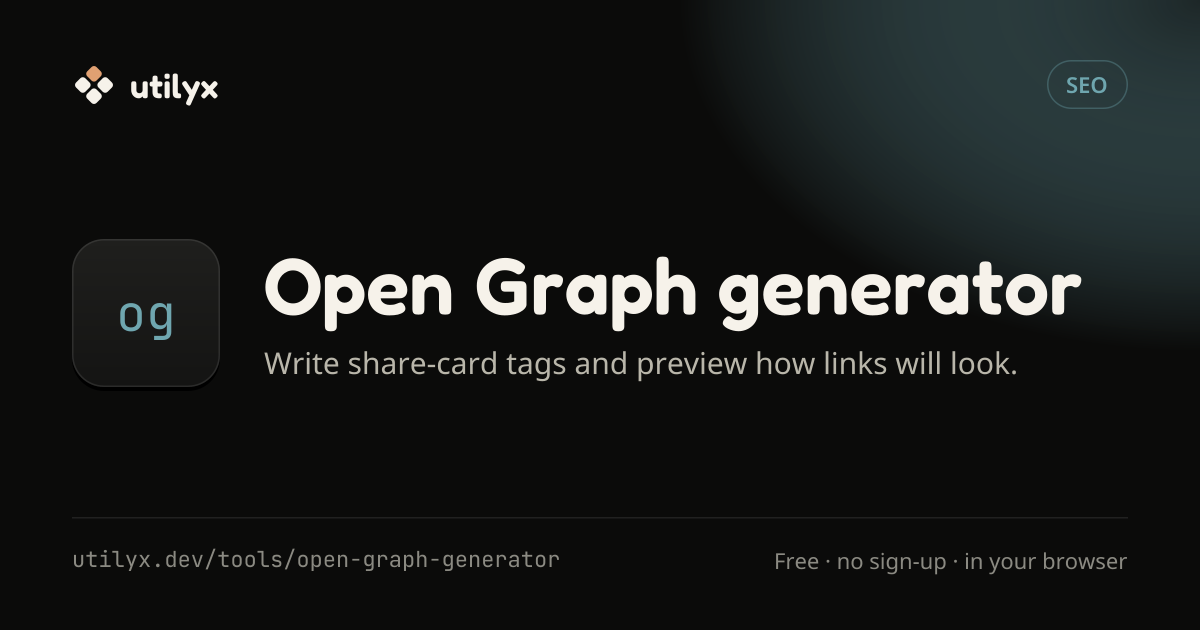 utilyx
SEO
og
Open Graph generator
Write share-card tags and preview how links will look.
utilyx.dev/tools/open-graph-generator
Free · no sign-up · in your browser